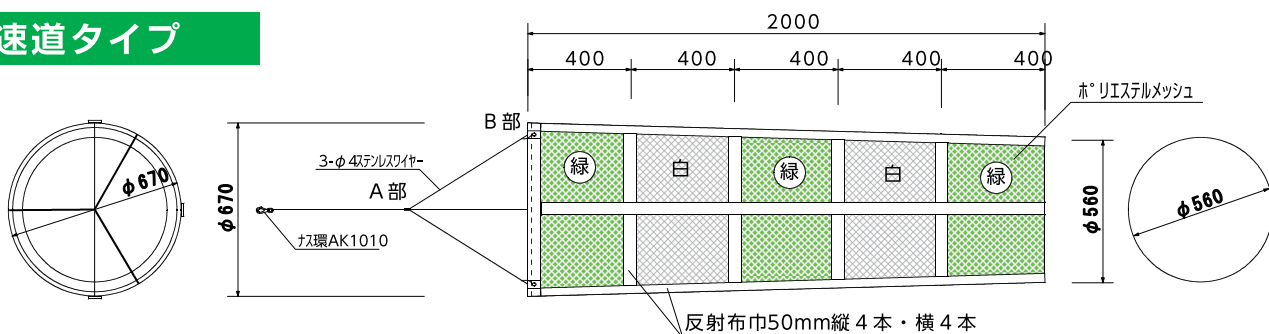 速道タイプ
2000
400 400 400 400 400
ポリエステルメッシュ
B部
3-φ4ステンレスワイヤー
A部
ナス環AK1010
φ670
φ670
緑 白 緑 白 緑
φ560
φ560
反射布巾50mm縦4本・横4本